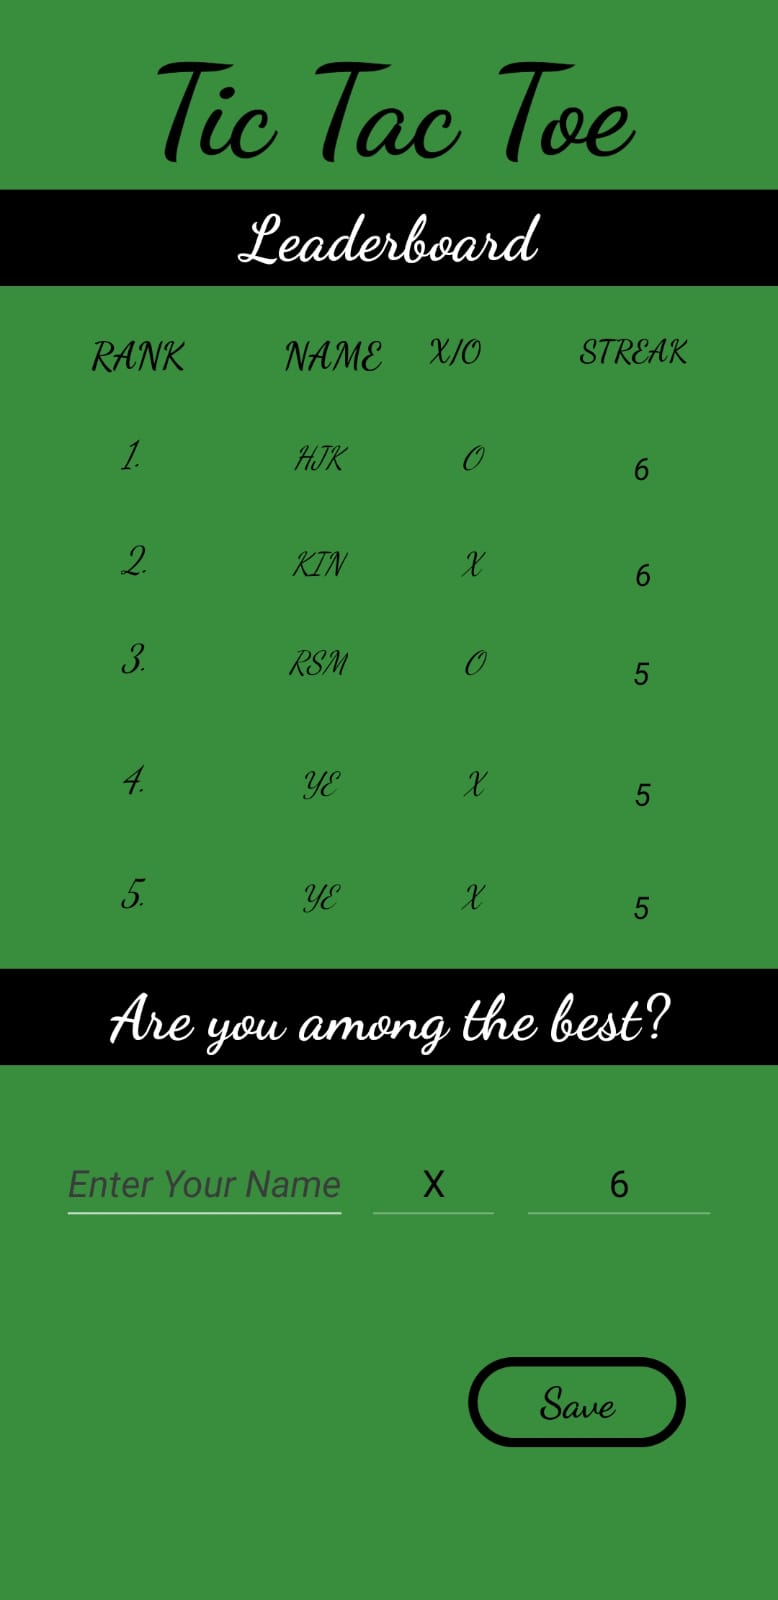 Tic Tac Toe
Leaderboard
RANK NAME X/O STREAK
1. HJK O 6
2. KIN X 6
3. RSM O 5
4. YE X 5
5. YE X 5
Are you among the best?
Enter Your Name X 6
Save